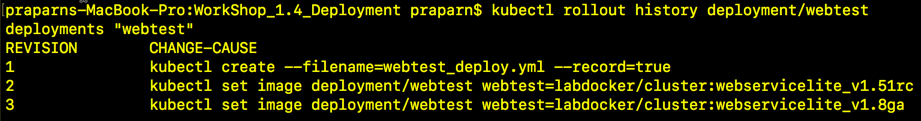 praparns-MacBook-Pro:WorkShop_1.4_Deployment praparn$ kubectl rollout history deployment/webtest
deployments "webtest"
REVISION CHANGE-CAUSE
1 kubectl create --filename=webtest_deploy.yml --record=true
2 kubectl set image deployment/webtest webtest=labdocker/cluster:webservicelite_v1.51rc
3 kubectl set image deployment/webtest webtest=labdocker/cluster:webservicelite_v1.8ga